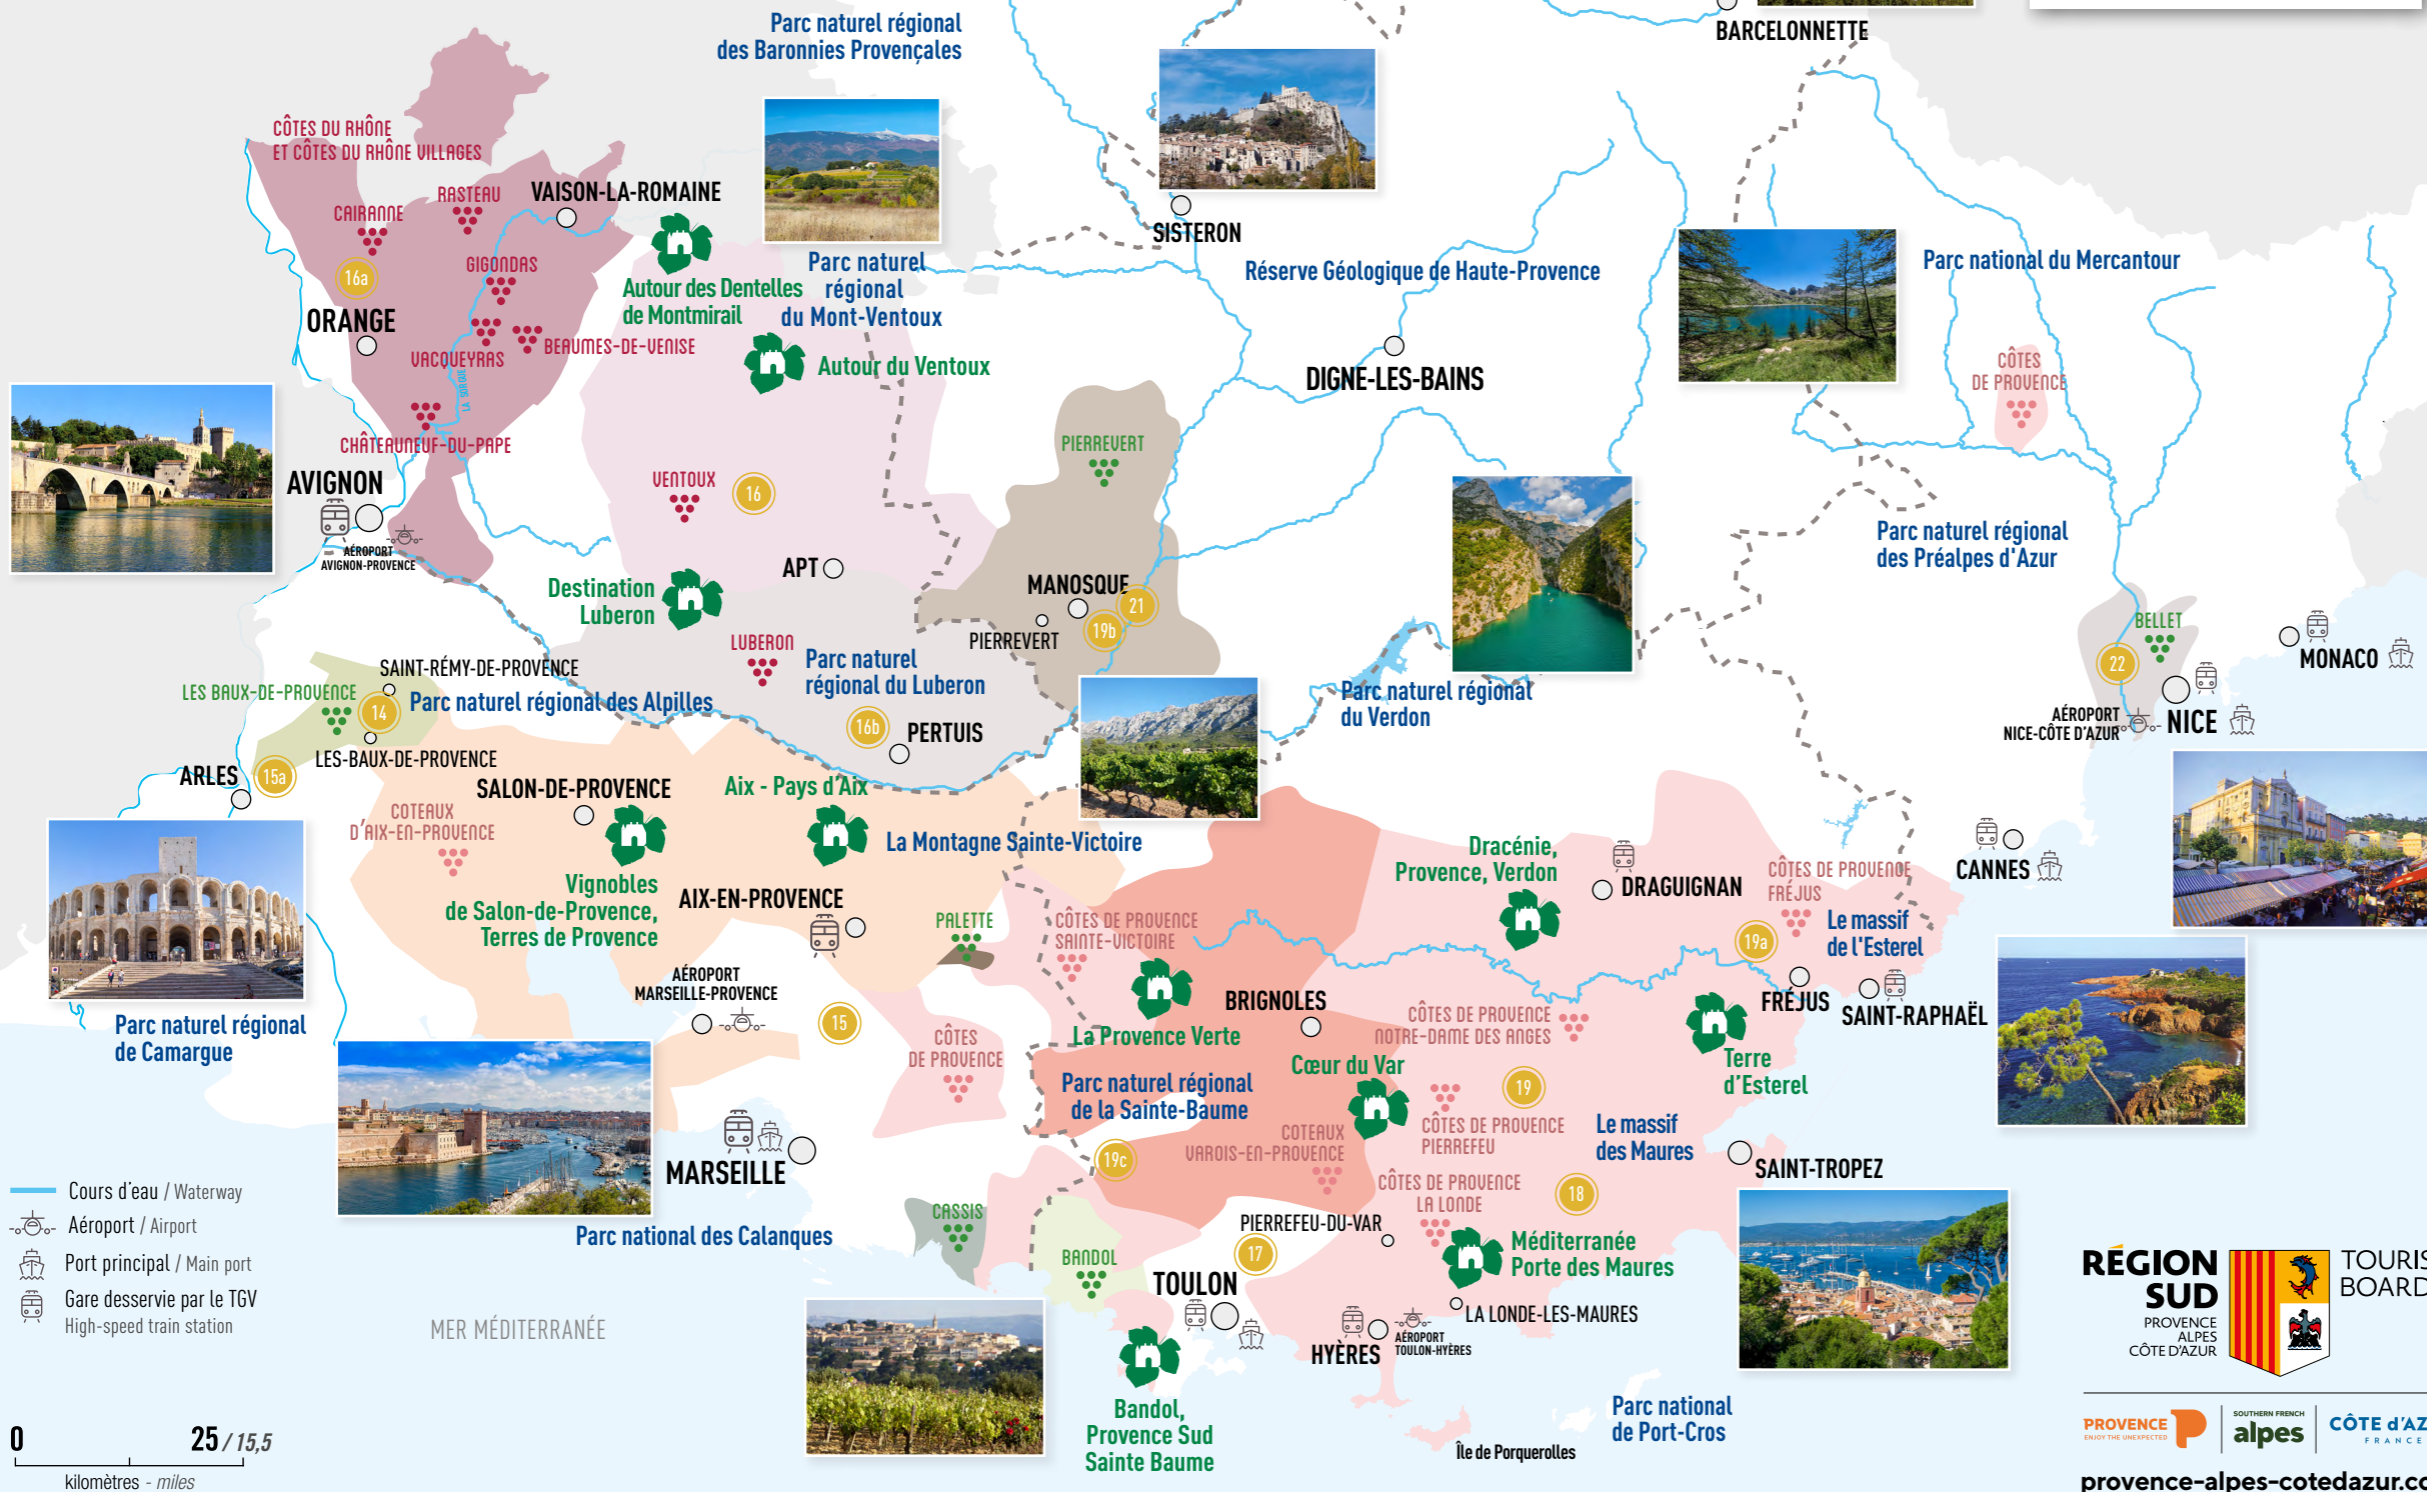 Parc naturel régional
des Baronnies Provençales
BARCELONNETTE
CÔTES DU RHÔNE
ET CÔTES DU RHÔNE VILLAGES
RASTEAU
VAISON-LA-ROMAINE
CAIRANNE
SISTERON
16a
GIGONDAS
Autour des Dentelles
de Montmirail
Parc naturel
régional
du Mont-Ventoux
Réserve Géologique de Haute-Provence
Parc national du Mercantour
ORANGE
VACQUEYRAS
BEAUMES-DE-VENISE
LA SORGUE
Autour du Ventoux
DIGNE-LES-BAINS
CÔTES
DE PROVENCE
CHÂTEAUNEUF-DU-PAPE
PIERREVERT
AVIGNON
VENTOUX
16
AÉROPORT
AVIGNON-PROVENCE
Parc naturel régional
des Préalpes d'Azur
APT
Destination
Luberon
MANOSQUE
21
19b
PIERREVERT
BELLET
22
MONACO
LUBERON
Parc naturel
régional du Luberon
SAINT-RÉMY-DE-PROVENCE
LES BAUX-DE-PROVENCE
14
Parc naturel régional des Alpilles
Parc naturel régional
du Verdon
16b
PERTUIS
AÉROPORT
NICE-CÔTE D'AZUR
NICE
LES-BAUX-DE-PROVENCE
ARLES
15a
SALON-DE-PROVENCE
Aix - Pays d'Aix
COTEAUX
D'AIX-EN-PROVENCE
La Montagne Sainte-Victoire
Dracénie,
Provence, Verdon
CANNES
Vignobles
de Salon-de-Provence,
Terres de Provence
AIX-EN-PROVENCE
DRAGUIGNAN
CÔTES DE PROVENCE
FRÉJUS
PALETTE
CÔTES DE PROVENCE
SAINTE-VICTOIRE
Le massif
de l'Esterel
19a
AÉROPORT
MARSEILLE-PROVENCE
BRIGNOLES
FRÉJUS
SAINT-RAPHAËL
Parc naturel régional
de Camargue
15
CÔTES
DE PROVENCE
La Provence Verte
CÔTES DE PROVENCE
NOTRE-DAME DES ANGES
Cœur du Var
Terre
d'Esterel
Parc naturel régional
de la Sainte-Baume
19
CÔTES DE PROVENCE
PIERREFEU
Le massif
des Maures
COTEAUX
VAROIS-EN-PROVENCE
19c
MARSEILLE
SAINT-TROPEZ
CÔTES DE PROVENCE
LA LONDE
18
Cours d'eau / Waterway
Aéroport / Airport
Port principal / Main port
Gare desservie par le TGV
High-speed train station
Parc national des Calanques
CASSIS
BANDOL
PIERREFEU-DU-VAR
17
Méditerranée
Porte des Maures
TOULON
LA LONDE-LES-MAURES
HYÈRES
AÉROPORT
TOULON-HYÈRES
MER MÉDITERRANÉE
Bandol,
Provence Sud
Sainte Baume
Parc national
de Port-Cros
Île de Porquerolles
0 25 / 15,5
kilomètres - miles
RÉGION
SUD
PROVENCE
ALPES
CÔTE D'AZUR
TOURIS
BOARD
PROVENCE
ENJOY THE UNEXPECTED
SOUTHERN FRENCH
alpes
CÔTE d'AZ
FRANCE
provence-alpes-cotedazur.co